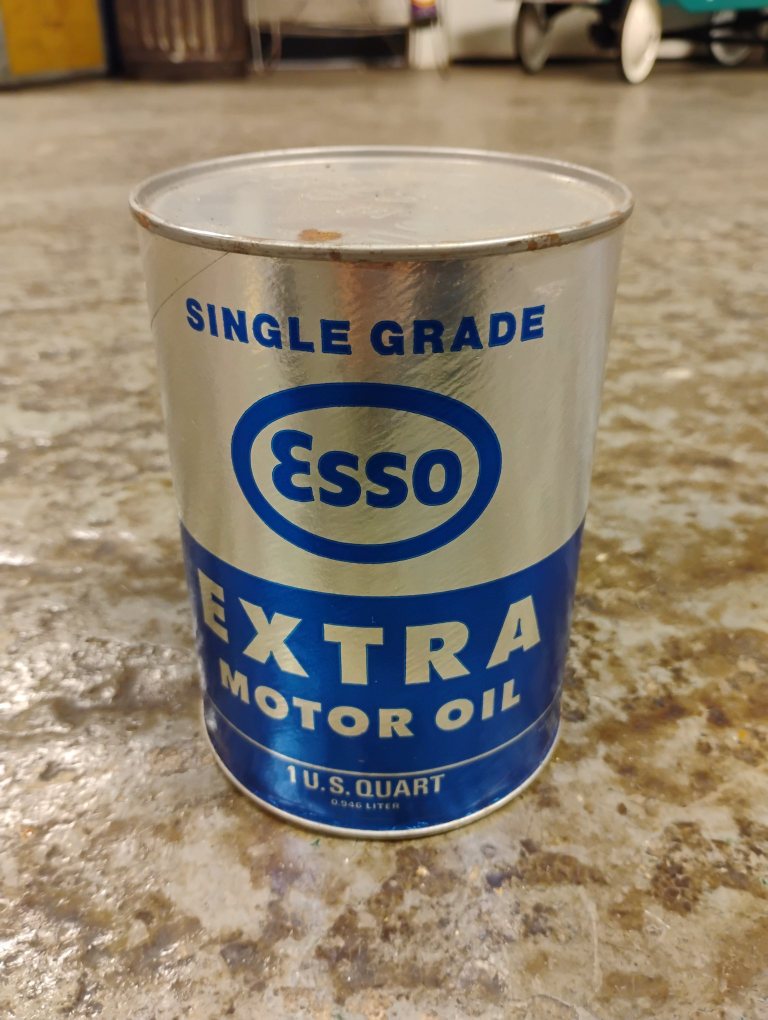 SINGLE GRADE
Esso
EXTRA
MOTOR OIL
1 U.S. QUART
0.946 LITER